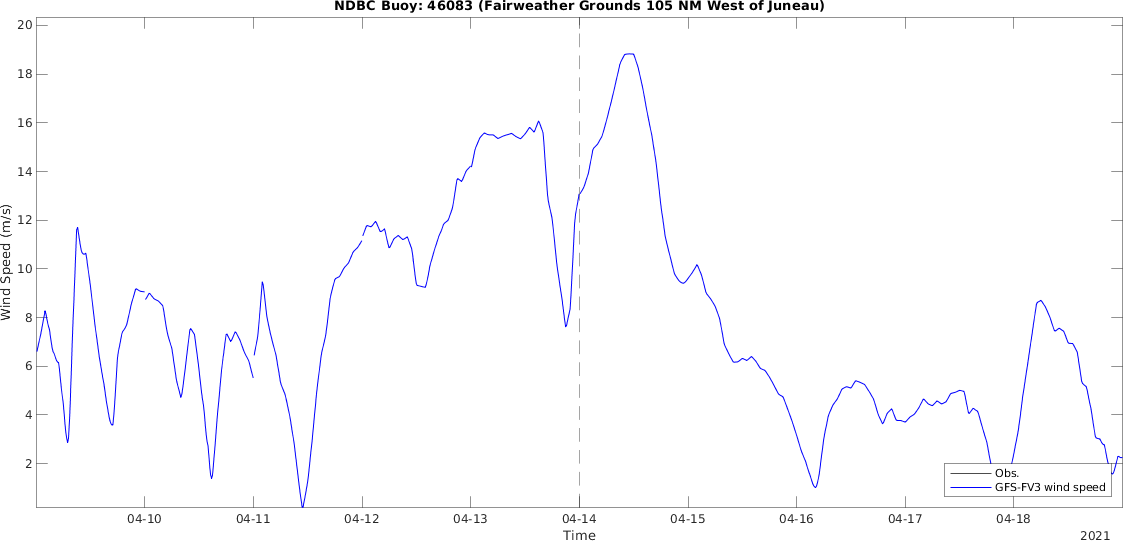 NDBC Buoy: 46083 (Fairweather Grounds 105 NM West of Juneau)
20
18
16
14
12
10
8
6
4
2
Wind Speed (m/s)
Obs.
GFS-FV3 wind speed
04-10 04-11 04-12 04-13 04-14 04-15 04-16 04-17 04-18
Time
2021